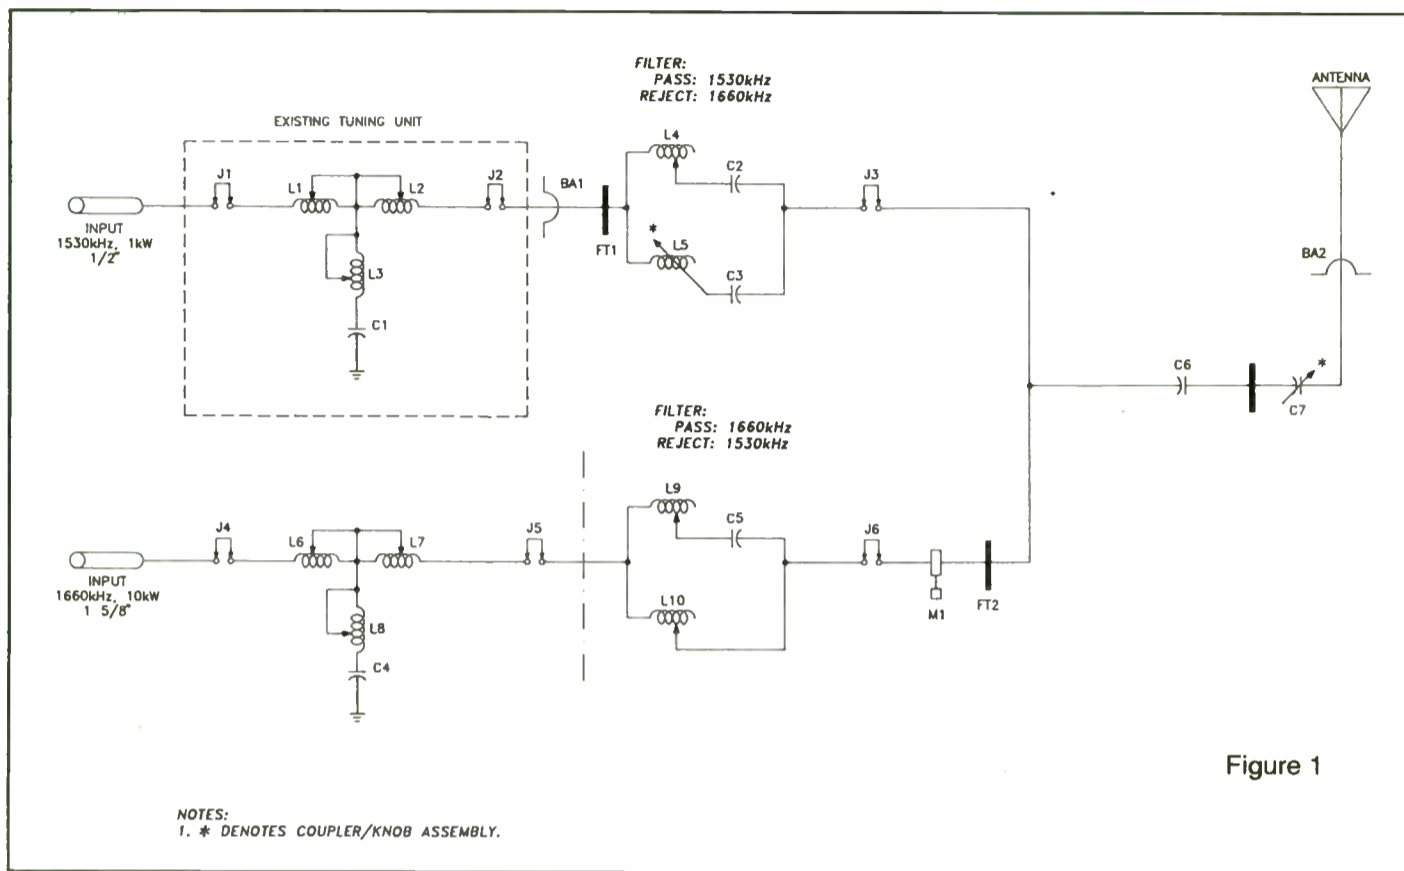 FILTER:
PASS: 1530kHz
REJECT: 1660kHz
ANTENNA
EXISTING TUNING UNIT
L4
C2
J1
L1
L2
J2
BA1
J3
INPUT
1530kHz, 1kW
1/2"
FT1
*
L5
C3
L3
C1
BA2
C6
*
C7
FILTER:
PASS: 1660kHz
REJECT: 1530kHz
L9
C5
J4
L6
L7
J5
J6
INPUT
1660kHz, 10kW
1 5/8"
L10
M1
FT2
L8
C4
Figure 1
NOTES:
1. * DENOTES COUPLER/KNOB ASSEMBLY.